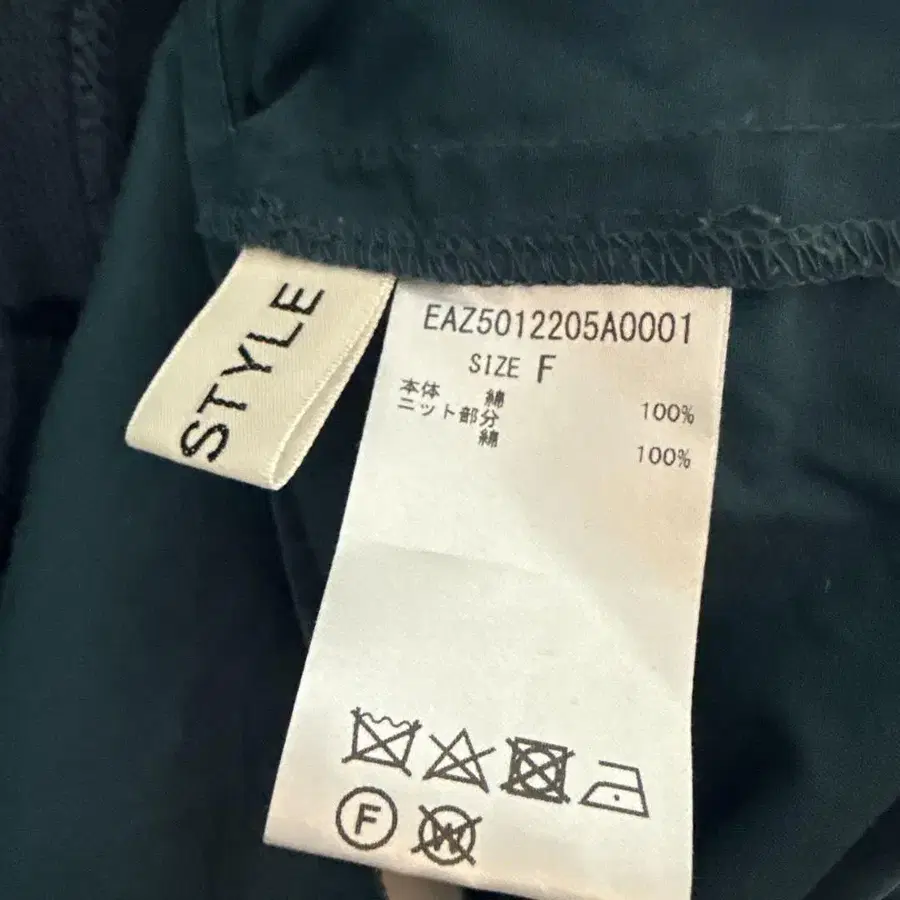 STYLE
EAZ5012205A0001
SIZE F
本体 綿 100%
ニット部分
綿 100%
F
W